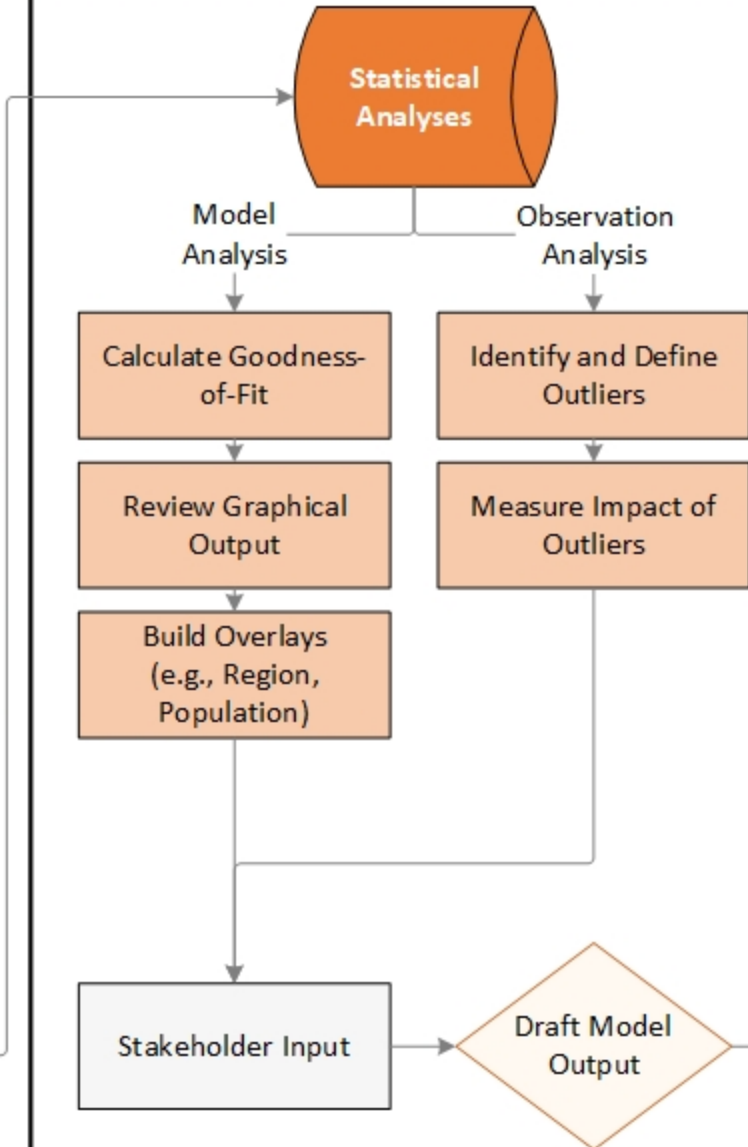 Statistical
Analyses
Model
Analysis
Observation
Analysis
Calculate Goodness-
of-Fit
Identify and Define
Outliers
Review Graphical
Output
Measure Impact of
Outliers
Build Overlays
(e.g., Region,
Population)
Stakeholder Input
Draft Model
Output